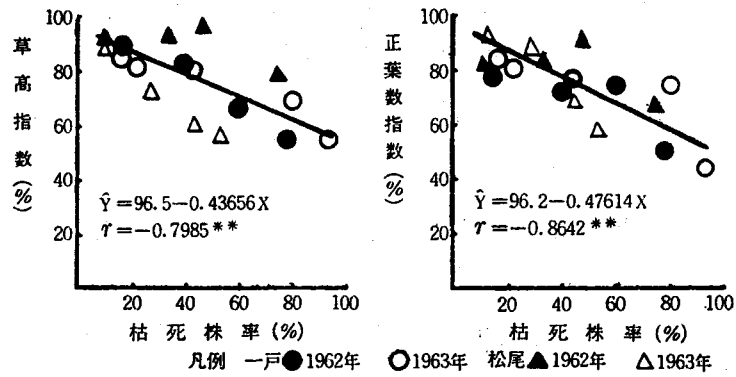 草高指数(%)
100
80
60
40
20
Ŷ=96.5−0.43656X
r=−0.7985**
20 40 60 80 100
枯死株率(%)
正葉数指数(%)
100
80
60
40
20
Ŷ=96.2−0.47614X
r=−0.8642**
20 40 60 80 100
枯死株率(%)
凡例 一戸●1962年 ○1963年 松尾▲1962年 △1963年